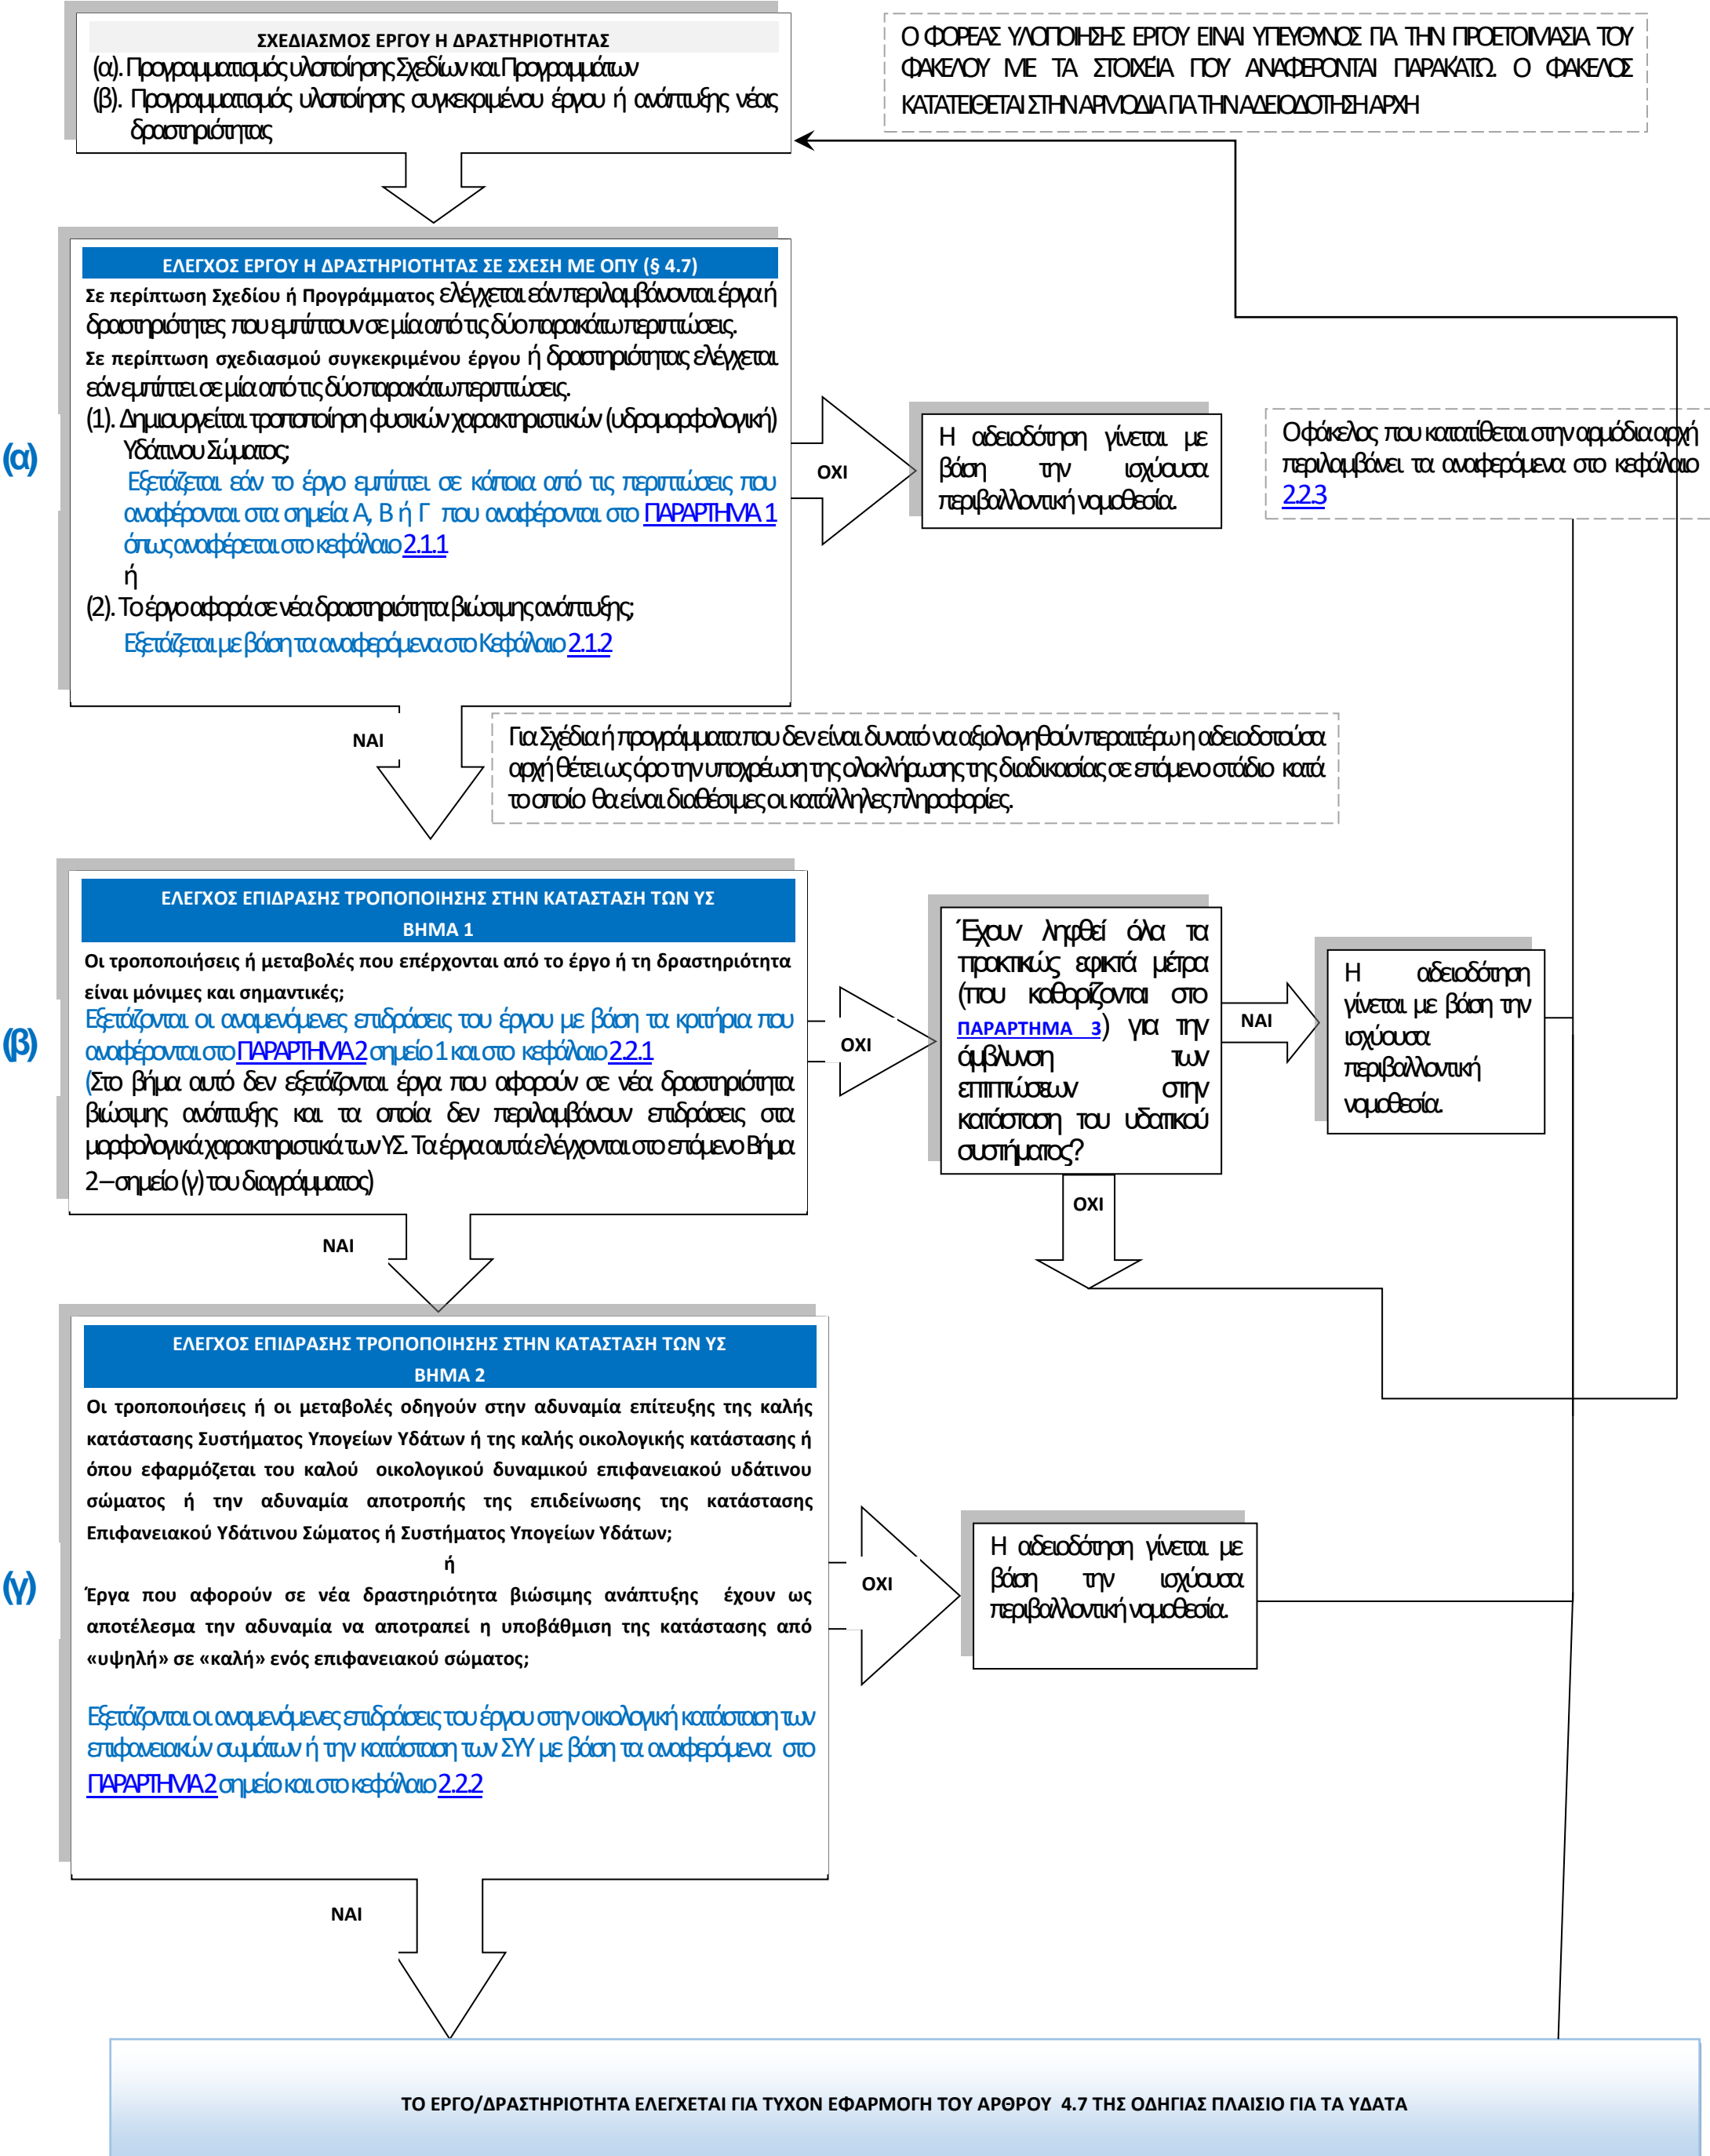 ΣΧΕΔΙΑΣΜΟΣ ΕΡΓΟΥ Η ΔΡΑΣΤΗΡΙΟΤΗΤΑΣ
(α). Προγραμματισμός υλοποίησης Σχεδίων και Προγραμμάτων
(β). Προγραμματισμός υλοποίησης συγκεκριμένου έργου ή ανάπτυξης νέας
δραστηριότητας
Ο ΦΟΡΕΑΣ ΥΛΟΠΟΙΗΣΗΣ ΕΡΓΟΥ ΕΙΝΑΙ ΥΠΕΥΘΥΝΟΣ ΓΙΑ ΤΗΝ ΠΡΟΕΤΟΙΜΑΣΙΑ ΤΟΥ
ΦΑΚΕΛΟΥ ΜΕ ΤΑ ΣΤΟΙΧΕΊΑ ΠΟΥ ΑΝΑΦΕΡΟΝΤΑΙ ΠΑΡΑΚΆΤΩ. Ο ΦΑΚΕΛΟΣ
ΚΑΤΑΤΕΙΘΕΤΑΙ ΣΤΗΝ ΑΡΜΟΔΙΑ ΓΙΑ ΤΗΝ ΑΔΕΙΟΔΟΤΗΣΗ ΑΡΧΗ
ΕΛΕΓΧΟΣ ΕΡΓΟΥ Η ΔΡΑΣΤΗΡΙΟΤΗΤΑΣ ΣΕ ΣΧΕΣΗ ΜΕ ΟΠΥ (§ 4.7)
Σε περίπτωση Σχεδίου ή Προγράμματος ελέγχεται εάν περιλαμβάνονται έργα ή
δραστηριότητες που εμπίπτουν σε μία από τις δύο παρακάτω περιπτώσεις.
Σε περίπτωση σχεδιασμού συγκεκριμένου έργου ή δραστηριότητας ελέγχεται
εάν εμπίπτει σε μία από τις δύο παρακάτω περιπτώσεις.
(1). Δημιουργείται τροποποίηση φυσικών χαρακτηριστικών (υδρομορφολογική)
Υδάτινου Σώματος;
Εξετάζεται εάν το έργο εμπίπτει σε κάποια από τις περιπτώσεις που
αναφέρονται στα σημεία Α, Β ή Γ που αναφέρονται στο ΠΑΡΑΡΤΗΜΑ 1
όπως αναφέρεται στο κεφάλαιο 2.1.1
ή
(2). Το έργο αφορά σε νέα δραστηριότητα βιώσιμης ανάπτυξης;
Εξετάζεται με βάση τα αναφερόμενα στο Κεφάλαιο 2.1.2
(α)
ΟΧΙ
Η αδειοδότηση γίνεται με
βάση την ισχύουσα
περιβαλλοντική νομοθεσία.
Ο φάκελος που κατατίθεται στην αρμόδια αρχή
περιλαμβάνει τα αναφερόμενα στο κεφάλαιο
2.2.3
ΝΑΙ
Για Σχέδια ή προγράμματα που δεν είναι δυνατό να αξιολογηθούν περαιτέρω η αδειοδοτούσα
αρχή θέτει ως όρο την υποχρέωση της ολοκλήρωσης της διαδικασίας σε επόμενο στάδιο κατά
το οποίο θα είναι διαθέσιμες οι κατάλληλες πληροφορίες.
ΕΛΕΓΧΟΣ ΕΠΙΔΡΑΣΗΣ ΤΡΟΠΟΠΟΙΗΣΗΣ ΣΤΗΝ ΚΑΤΑΣΤΑΣΗ ΤΩΝ ΥΣ
ΒΗΜΑ 1
Οι τροποποιήσεις ή μεταβολές που επέρχονται από το έργο ή τη δραστηριότητα
είναι μόνιμες και σημαντικές;
Εξετάζονται οι αναμενόμενες επιδράσεις του έργου με βάση τα κριτήρια που
αναφέρονται στο ΠΑΡΑΡΤΗΜΑ 2 σημείο 1 και στο κεφάλαιο 2.2.1
(Στο βήμα αυτό δεν εξετάζονται έργα που αφορούν σε νέα δραστηριότητα
βιώσιμης ανάπτυξης και τα οποία δεν περιλαμβάνουν επιδράσεις στα
μορφολογικά χαρακτηριστικά των ΥΣ. Τα έργα αυτά ελέγχονται στο επόμενο Βήμα
2 – σημείο (γ) του διαγράμματος)
(β)
ΟΧΙ
Έχουν ληφθεί όλα τα
πρακτικώς εφικτά μέτρα
(που καθορίζονται στο
ΠΑΡΑΡΤΗΜΑ 3) για την
άμβλυνση των
επιπτώσεων στην
κατάσταση του υδατικού
συστήματος?
ΝΑΙ
Η αδειοδότηση
γίνεται με βάση την
ισχύουσα
περιβαλλοντική
νομοθεσία.
ΟΧΙ
ΝΑΙ
ΕΛΕΓΧΟΣ ΕΠΙΔΡΑΣΗΣ ΤΡΟΠΟΠΟΙΗΣΗΣ ΣΤΗΝ ΚΑΤΑΣΤΑΣΗ ΤΩΝ ΥΣ
ΒΗΜΑ 2
Οι τροποποιήσεις ή οι μεταβολές οδηγούν στην αδυναμία επίτευξης της καλής
κατάστασης Συστήματος Υπογείων Υδάτων ή της καλής οικολογικής κατάστασης ή
όπου εφαρμόζεται του καλού οικολογικού δυναμικού επιφανειακού υδάτινου
σώματος ή την αδυναμία αποτροπής της επιδείνωσης της κατάστασης
Επιφανειακού Υδάτινου Σώματος ή Συστήματος Υπογείων Υδάτων;
ή
Έργα που αφορούν σε νέα δραστηριότητα βιώσιμης ανάπτυξης έχουν ως
αποτέλεσμα την αδυναμία να αποτραπεί η υποβάθμιση της κατάστασης από
«υψηλή» σε «καλή» ενός επιφανειακού σώματος;
Εξετάζονται οι αναμενόμενες επιδράσεις του έργου στην οικολογική κατάσταση των
επιφανειακών σωμάτων ή την κατάσταση των ΣΥΥ με βάση τα αναφερόμενα στο
ΠΑΡΑΡΤΗΜΑ 2 σημείο και στο κεφάλαιο 2.2.2
(γ)
ΟΧΙ
Η αδειοδότηση γίνεται με
βάση την ισχύουσα
περιβαλλοντική νομοθεσία.
ΝΑΙ
ΤΟ ΕΡΓΟ/ΔΡΑΣΤΗΡΙΟΤΗΤΑ ΕΛΕΓΧΕΤΑΙ ΓΙΑ ΤΥΧΟΝ ΕΦΑΡΜΟΓΗ ΤΟΥ ΑΡΘΡΟΥ 4.7 ΤΗΣ ΟΔΗΓΙΑΣ ΠΛΑΙΣΙΟ ΓΙΑ ΤΑ ΥΔΑΤΑ